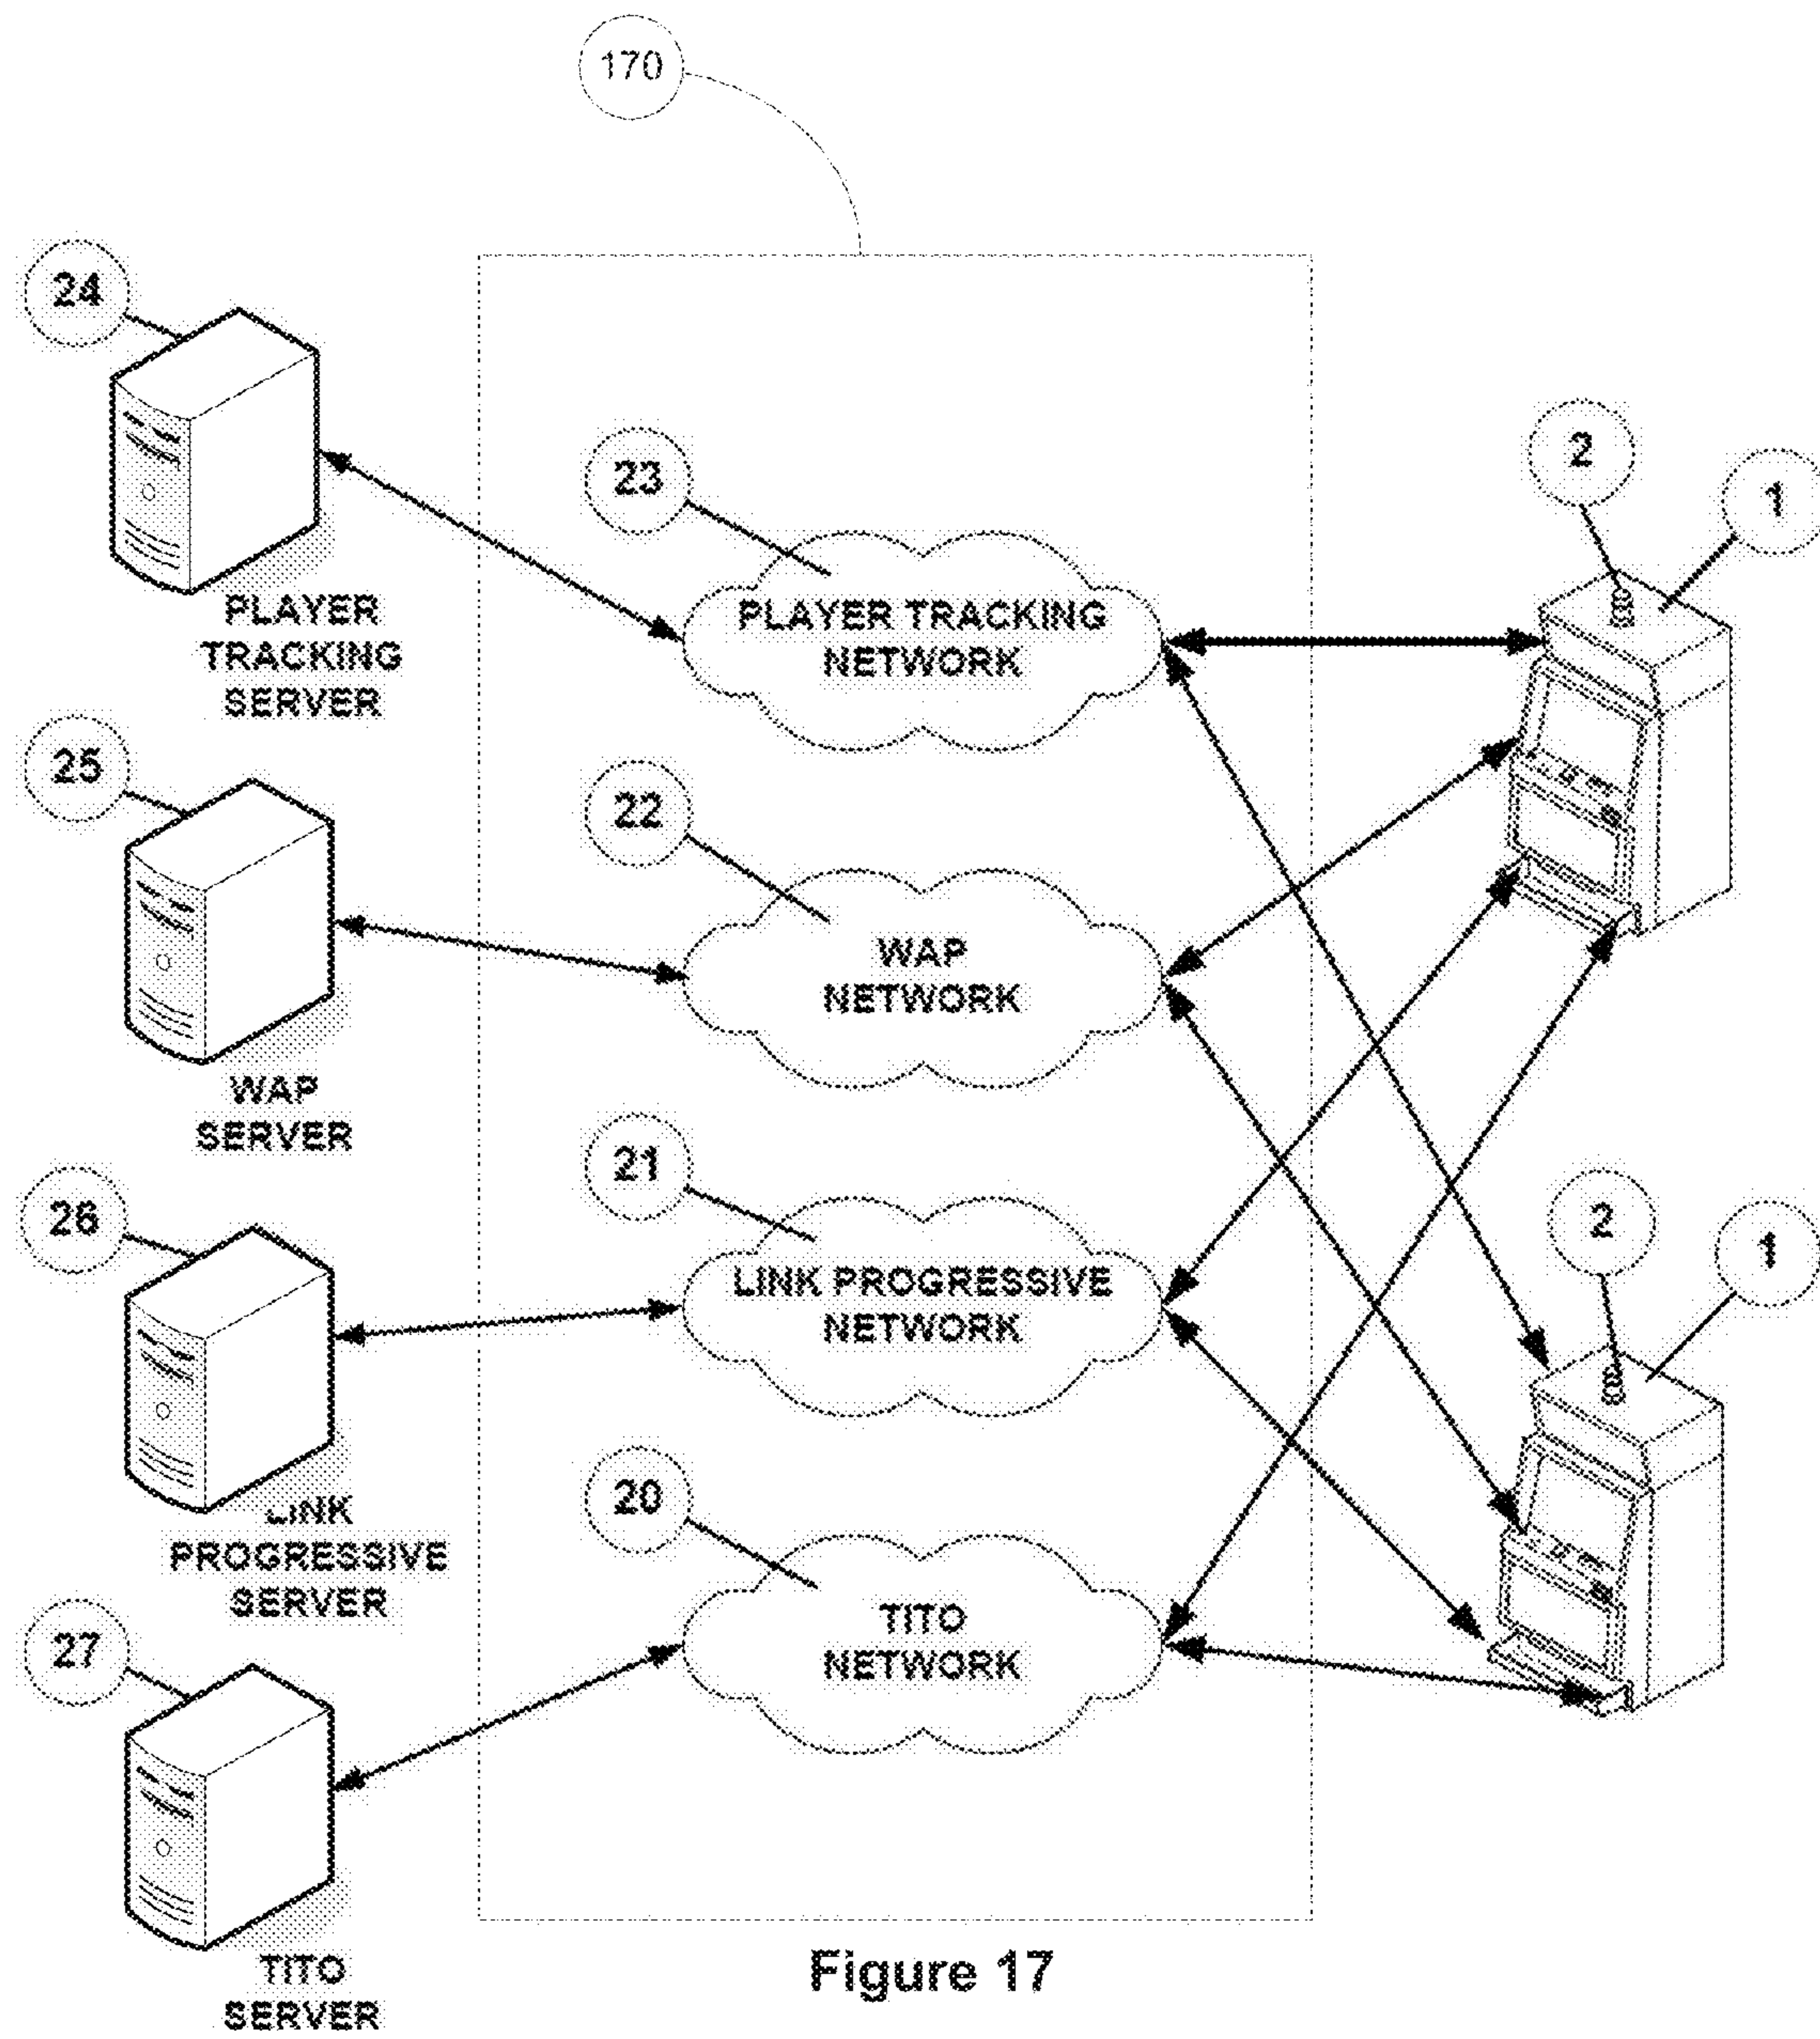 170
24
PLAYER
TRACKING
SERVER
23
PLAYER TRACKING
NETWORK
2
1
25
WAP
SERVER
22
WAP
NETWORK
26
LINK
PROGRESSIVE
SERVER
21
LINK PROGRESSIVE
NETWORK
2
1
27
TITO
SERVER
20
TITO
NETWORK
Figure 17